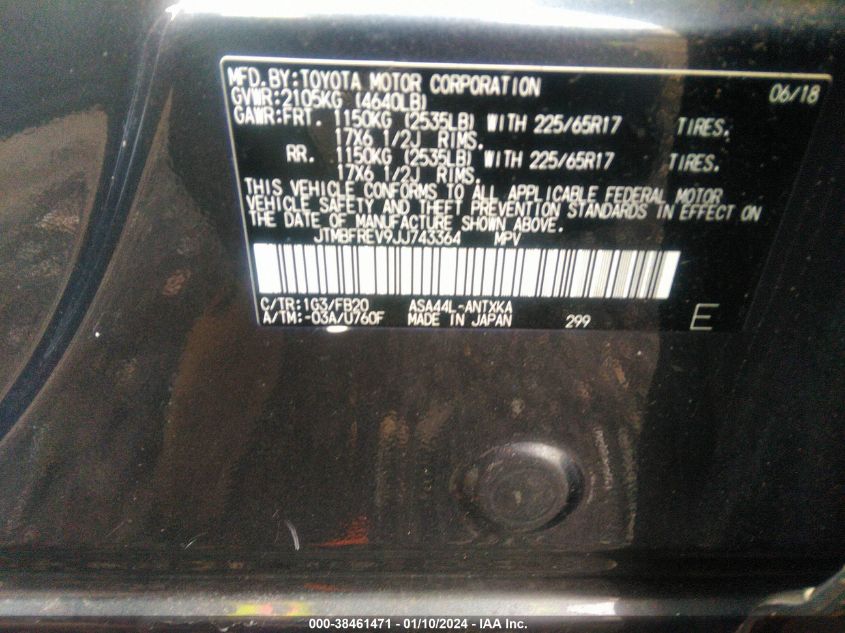 MFD. BY: TOYOTA MOTOR CORPORATION 06/18
GVWR: 2105KG (4640LB)
GAWR: FRT. 1150KG (2535LB) WITH 225/65R17 TIRES.
17X6 1/2J RIMS.
RR. 1150KG (2535LB) WITH 225/65R17 TIRES.
17X6 1/2J RIMS.
THIS VEHICLE CONFORMS TO ALL APPLICABLE FEDERAL MOTOR
VEHICLE SAFETY AND THEFT PREVENTION STANDARDS IN EFFECT ON
THE DATE OF MANUFACTURE SHOWN ABOVE.
JTMBFREV9JJ743364 MPV
C/TR: 1G3/FB20 ASA44L-ANTXKA
A/TM: -03A/U760F MADE IN JAPAN 299 E
000-38461471 - 01/10/2024 - IAA Inc.